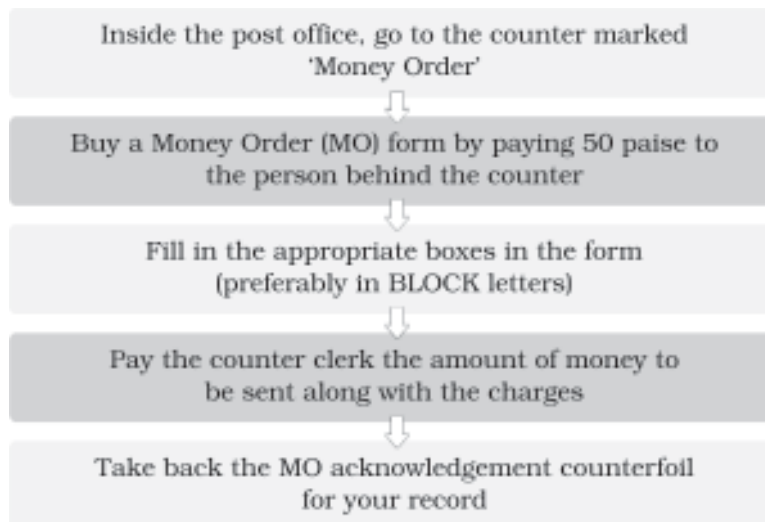 Inside the post office, go to the counter marked
‘Money Order’
Buy a Money Order (MO) form by paying 50 paise to
the person behind the counter
Fill in the appropriate boxes in the form
(preferably in BLOCK letters)
Pay the counter clerk the amount of money to
be sent along with the charges
Take back the MO acknowledgement counterfoil
for your record